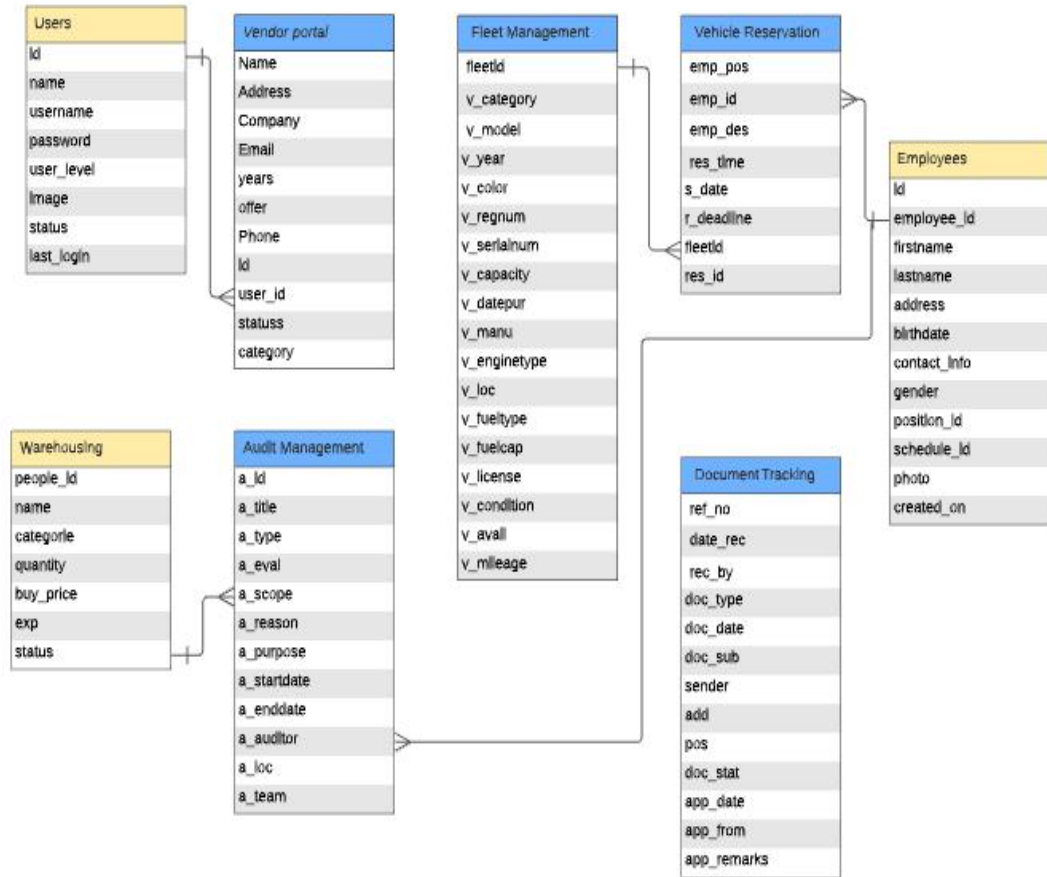 Users
Id
name
username
password
user_level
Image
status
last_login
Vendor portal
Name
Address
Company
Email
years
offer
Phone
Id
user_id
statuss
category
Fleet Management
fleetId
v_category
v_model
v_year
v_color
v_regnum
v_serialnum
v_capacity
v_datepur
v_manu
v_enginetype
v_loc
v_fueltype
v_fuelcap
v_license
v_condition
v_avail
v_mileage
Vehicle Reservation
emp_pos
emp_id
emp_des
res_time
s_date
r_deadline
fleetId
res_id
Employees
Id
employee_id
firstname
lastname
address
birthdate
contact_info
gender
position_id
schedule_id
photo
created_on
Warehousing
people_id
name
categorie
quantity
buy_price
exp
status
Audit Management
a_id
a_title
a_type
a_eval
a_scope
a_reason
a_purpose
a_startdate
a_enddate
a_auditor
a_loc
a_team
Document Tracking
ref_no
date_rec
rec_by
doc_type
doc_date
doc_sub
sender
add
pos
doc_stat
app_date
app_from
app_remarks